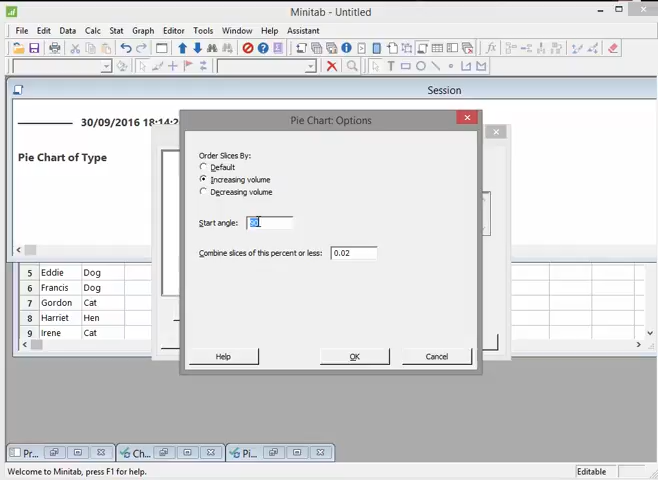 Minitab - Untitled
File Edit Data Calc Stat Graph Editor Tools Window Help Assistant
Session
30/09/2016 18:14:2
Pie Chart of Type
Pie Chart: Options
Order Slices By:
Default
Increasing volume
Decreasing volume
Start angle:
Combine slices of this percent or less: 0.02
5 Eddie Dog
6 Francis Dog
7 Gordon Cat
8 Harriet Hen
9 Irene Cat
Help OK Cancel
Pr... Ch... Pi...
Welcome to Minitab, press F1 for help. Editable